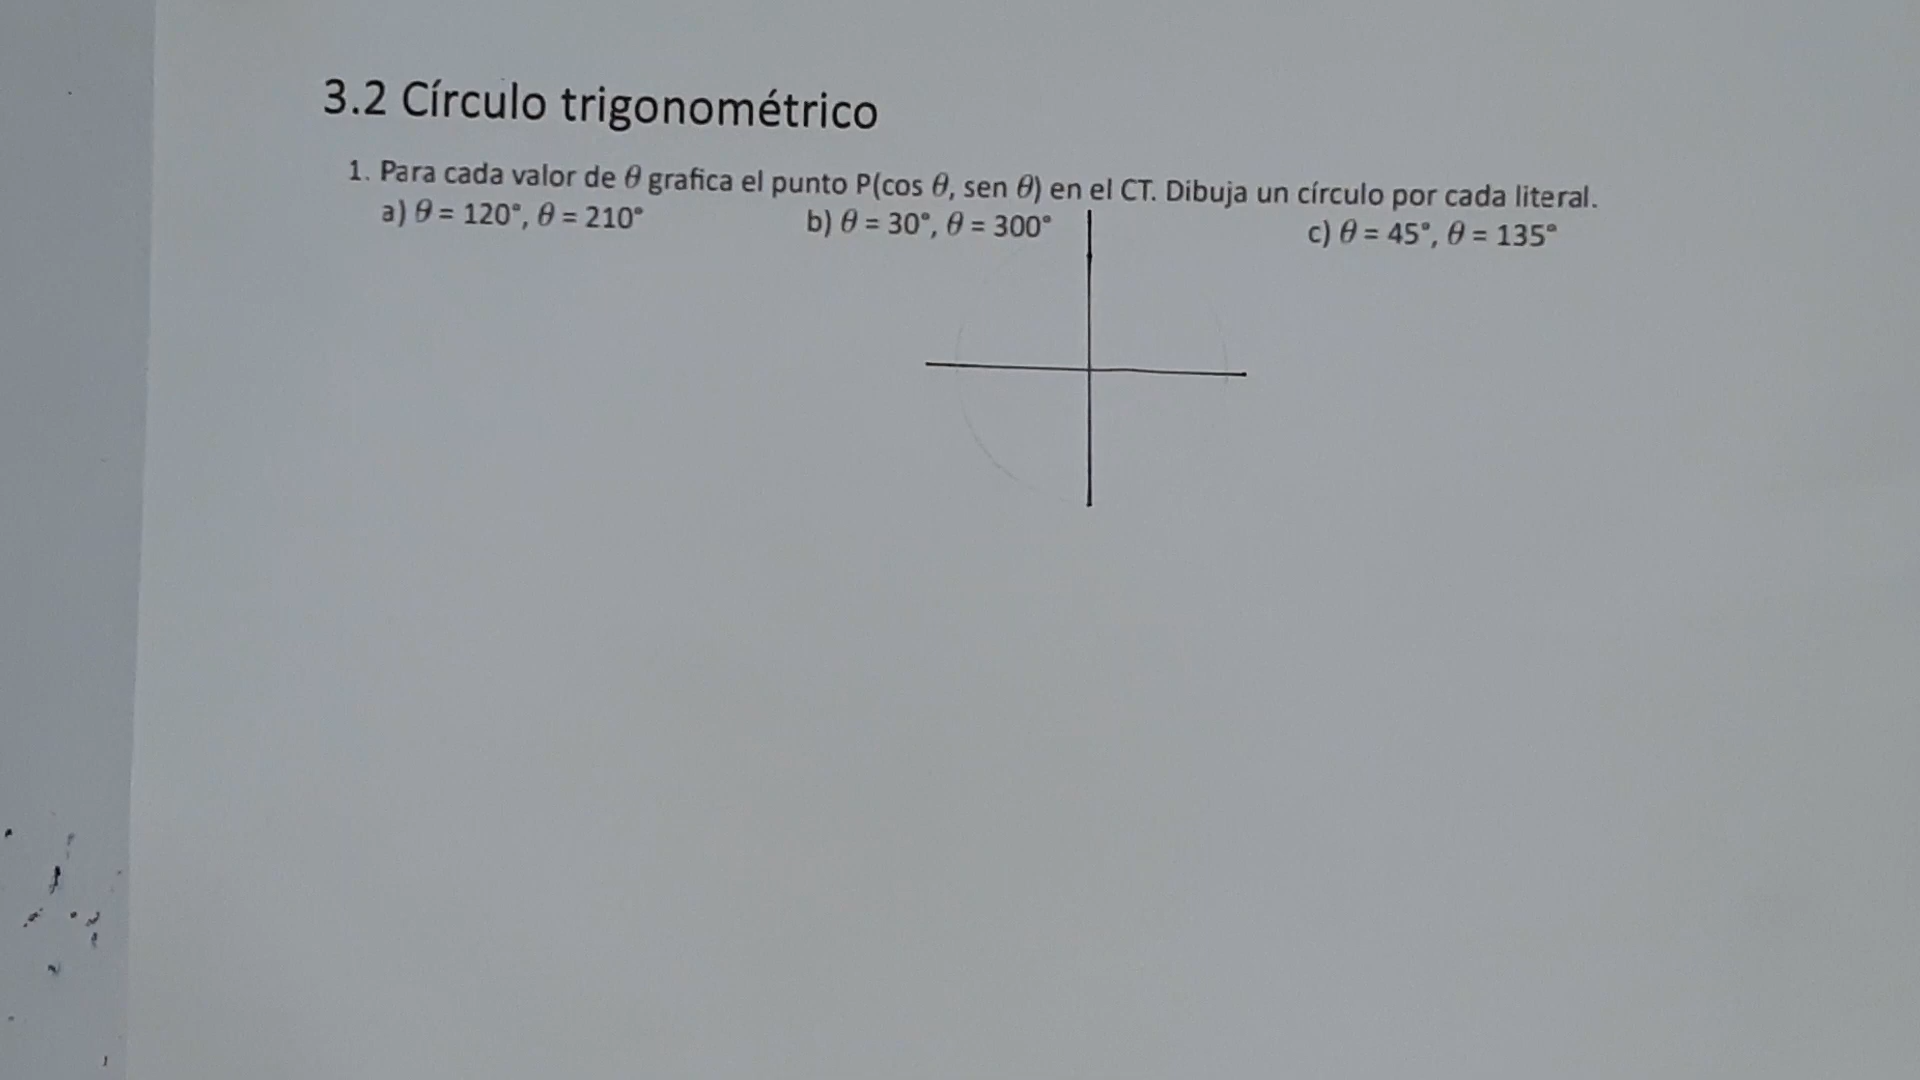 3.2 Círculo trigonométrico
1. Para cada valor de θ grafica el punto P(cos θ, sen θ) en el CT. Dibuja un círculo por cada literal.
a) θ = 120°, θ = 210° b) θ = 30°, θ = 300° c) θ = 45°, θ = 135°